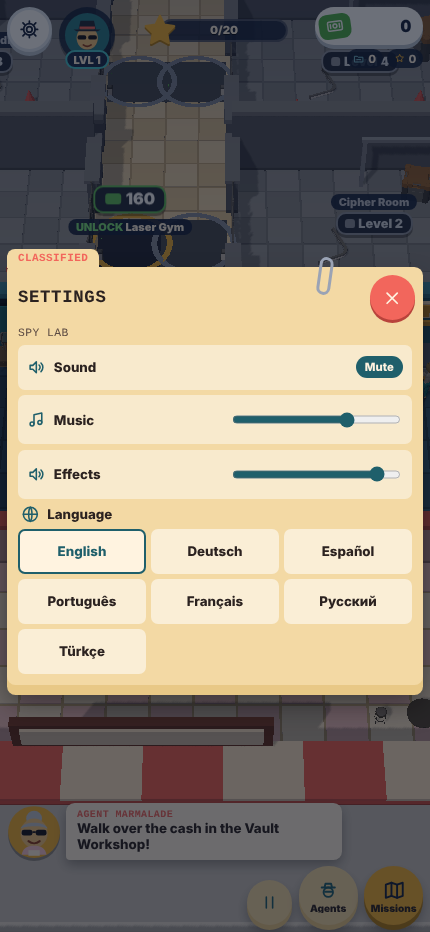 LVL 1
0/20
0
0
4
0
160
UNLOCK Laser Gym
Cipher Room
Level 2
CLASSIFIED
SETTINGS
SPY LAB
Sound
Mute
Music
Effects
Language
English
Deutsch
Español
Português
Français
Русский
Türkçe
AGENT MARMALADE
Walk over the cash in the Vault
Workshop!
Agents
Missions